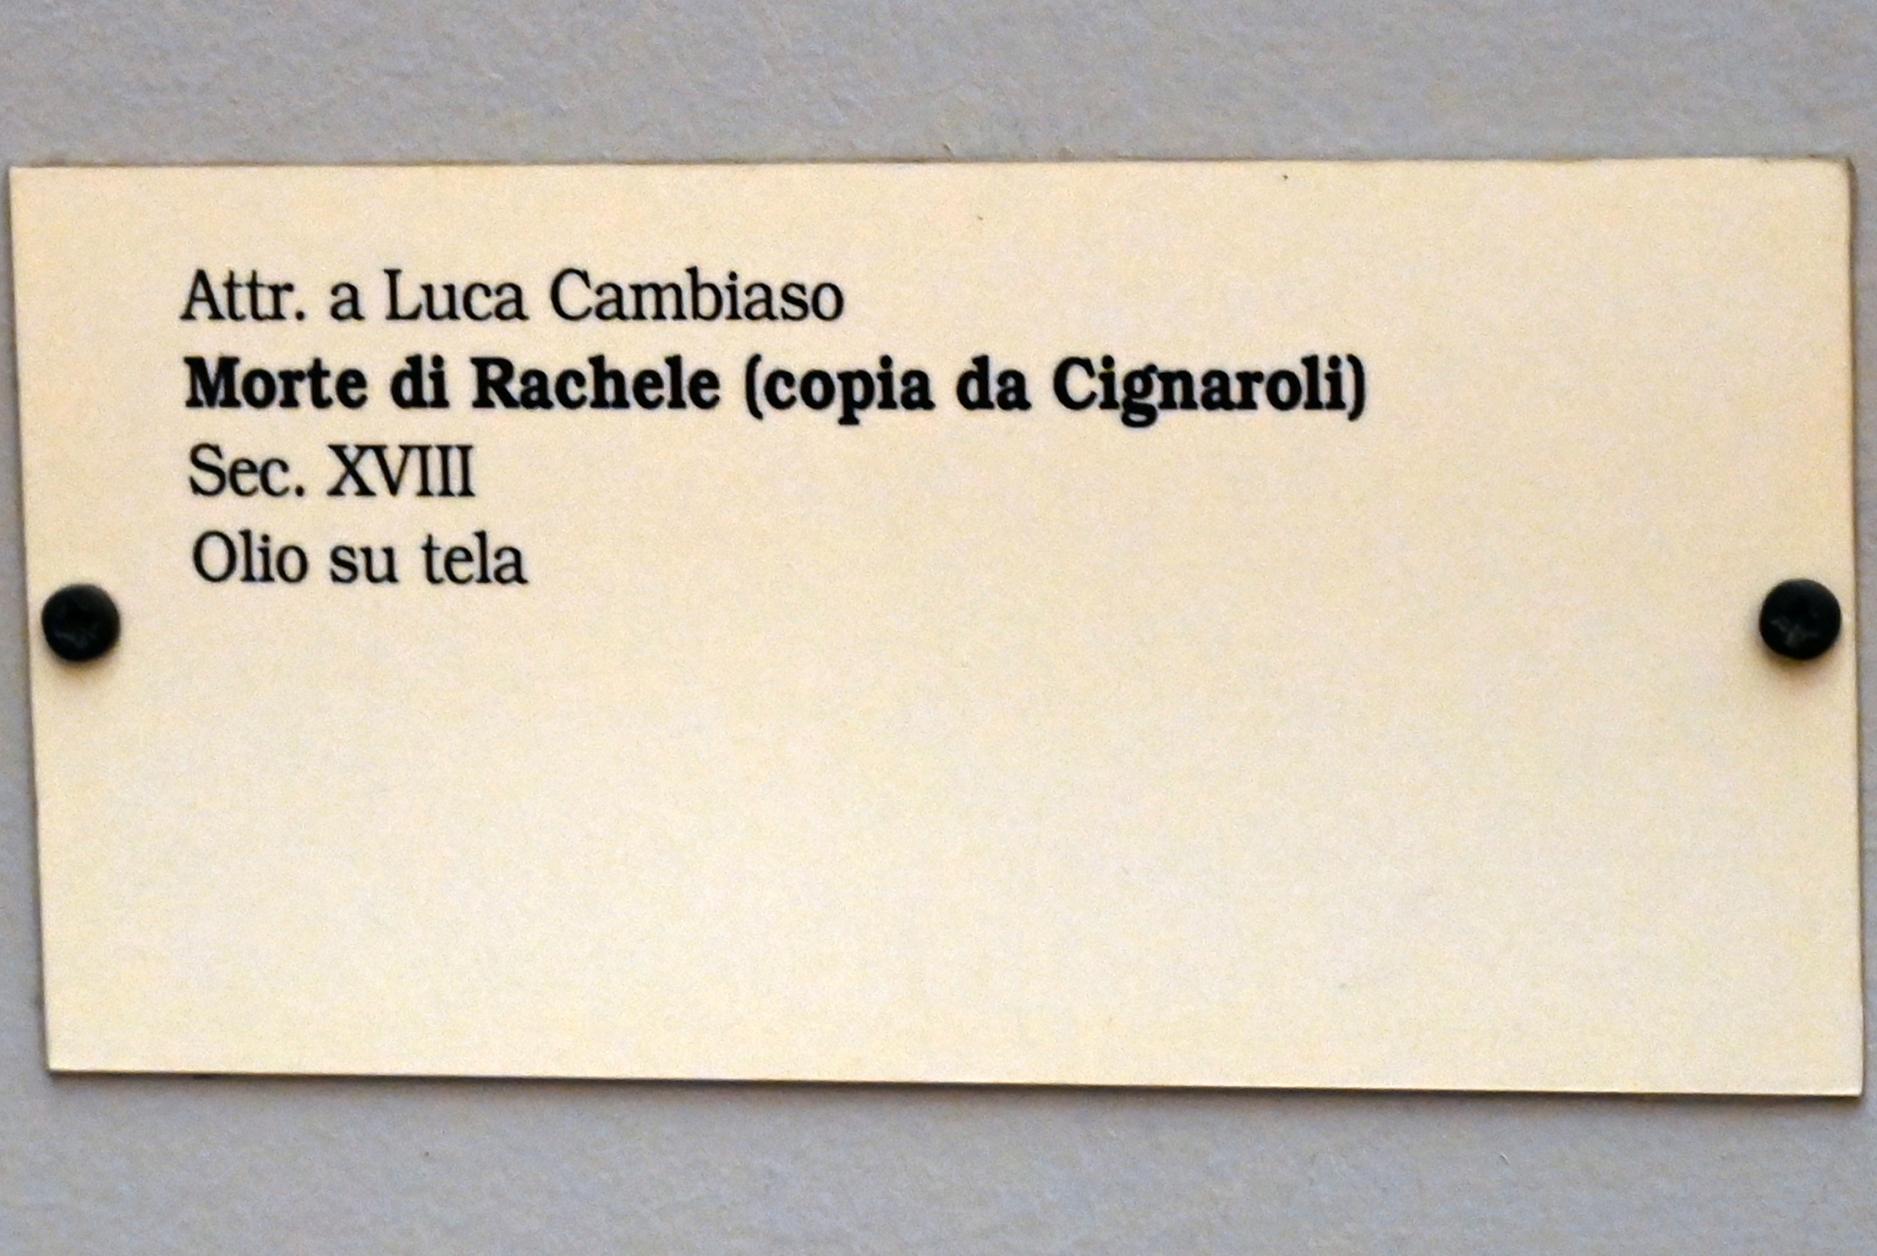 Attr. a Luca Cambiaso
Morte di Rachele (copia da Cignaroli)
Sec. XVIII
Olio su tela